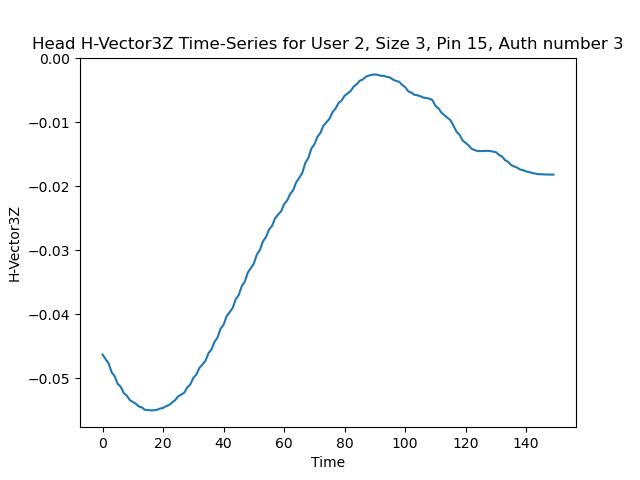 Head H-Vector3Z Time-Series for User 2, Size 3, Pin 15, Auth number 3
0.00
−0.01
−0.02
−0.03
−0.04
−0.05
H-Vector3Z
0 20 40 60 80 100 120 140
Time